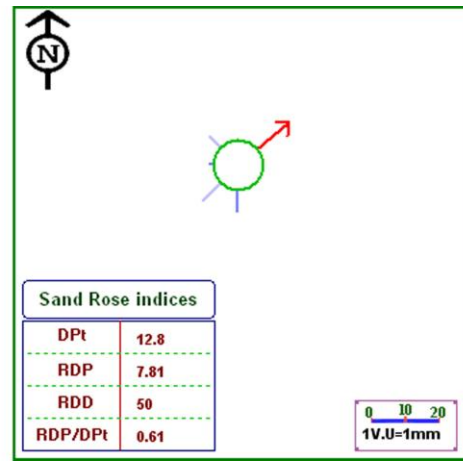 N
Sand Rose indices
DPt 12.8
RDP 7.81
RDD 50
RDP/DPt 0.61
0 10 20
1V.U=1mm